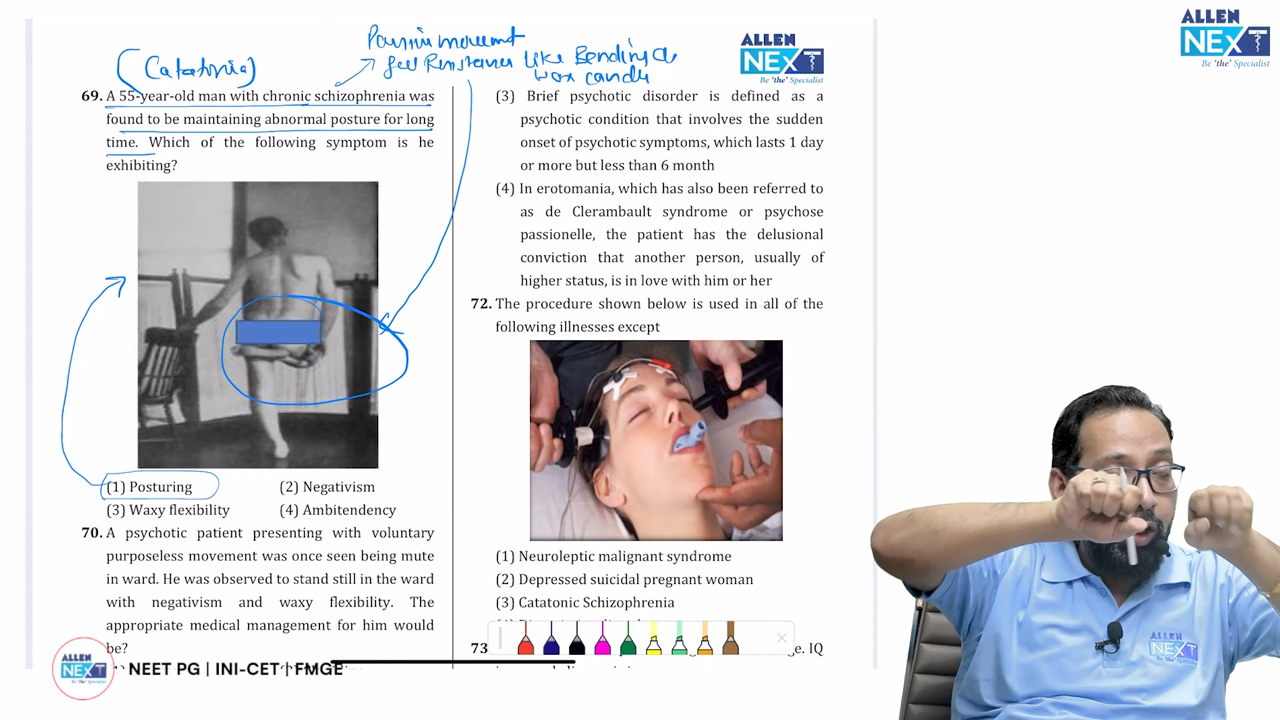 (Catatonia)
Passive movement
feel Resistance like Bending a
wax candle
ALLEN
NEXT
Be 'the' Specialist
ALLEN
NEXT
Be 'the' Specialist
69. A 55-year-old man with chronic schizophrenia was
found to be maintaining abnormal posture for long
time. Which of the following symptom is he
exhibiting?
(1) Posturing
(2) Negativism
(3) Waxy flexibility
(4) Ambitendency
70. A psychotic patient presenting with voluntary
purposeless movement was once seen being mute
in ward. He was observed to stand still in the ward
with negativism and waxy flexibility. The
appropriate medical management for him would
be?
(3) Brief psychotic disorder is defined as a
psychotic condition that involves the sudden
onset of psychotic symptoms, which lasts 1 day
or more but less than 6 month
(4) In erotomania, which has also been referred to
as de Clerambault syndrome or psychose
passionelle, the patient has the delusional
conviction that another person, usually of
higher status, is in love with him or her
72. The procedure shown below is used in all of the
following illnesses except
(1) Neuroleptic malignant syndrome
(2) Depressed suicidal pregnant woman
(3) Catatonic Schizophrenia
73
e. IQ
ALLEN
NEXT
Be 'the' Specialist
NEET PG | INI-CET | FMGE
ALLEN
NEXT